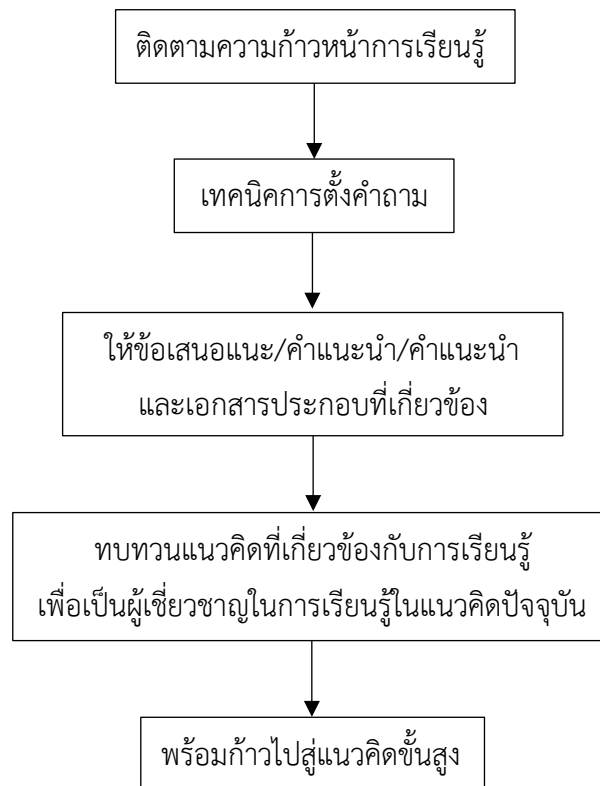 ติดตามความก้าวหน้าการเรียนรู้
เทคนิคการตั้งคำถาม
ให้ข้อเสนอแนะ/คำแนะนำ/คำแนะนำ
และเอกสารประกอบที่เกี่ยวข้อง
ทบทวนแนวคิดที่เกี่ยวข้องกับการเรียนรู้
เพื่อเป็นผู้เชี่ยวชาญในการเรียนรู้ในแนวคิดปัจจุบัน
พร้อมก้าวไปสู่แนวคิดขั้นสูง